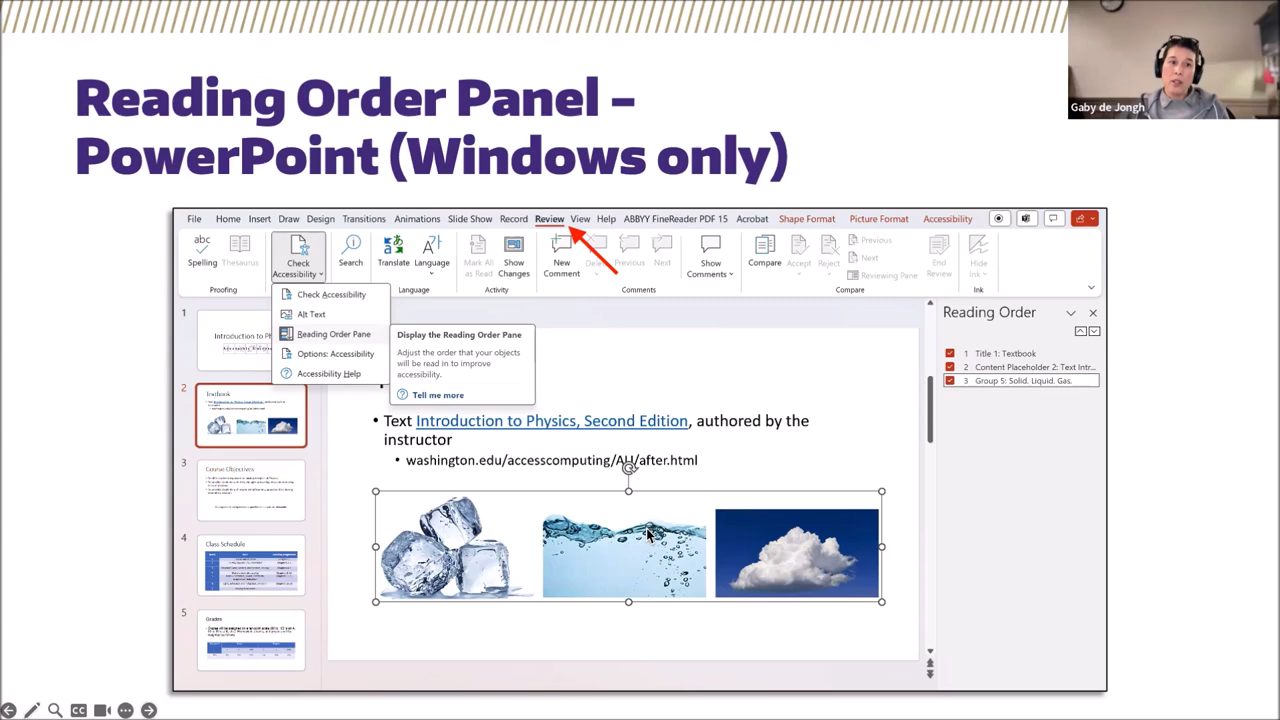 Reading Order Panel –
PowerPoint (Windows only)
Gaby de Jongh
File Home Insert Draw Design Transitions Animations Slide Show Record Review View Help ABBYY FineReader PDF 15 Acrobat Shape Format Picture Format Accessibility
abc
Spelling
Thesaurus
Check
Accessibility
Search
Translate
Language
Mark All
as Read
Show
Changes
New
Comment
Delete
Previous
Next
Show
Comments
Compare
Accept
Reject
Previous
Next
Reviewing Pane
End
Review
Hide
Ink
Proofing
Language
Activity
Comments
Compare
Ink
Check Accessibility
Alt Text
Reading Order Pane
Options: Accessibility
Accessibility Help
Display the Reading Order Pane
Adjust the order that your objects
will be read in to improve
accessibility.
Tell me more
1
Introduction to
2
Textbook
3
Course Objectives
4
Class Schedule
5
Grades
• Text Introduction to Physics, Second Edition, authored by the
instructor
• washington.edu/accesscomputing/AU/after.html
Reading Order
1 Title 1: Textbook
2 Content Placeholder 2: Text Intr...
3 Group 5: Solid. Liquid. Gas.
CC